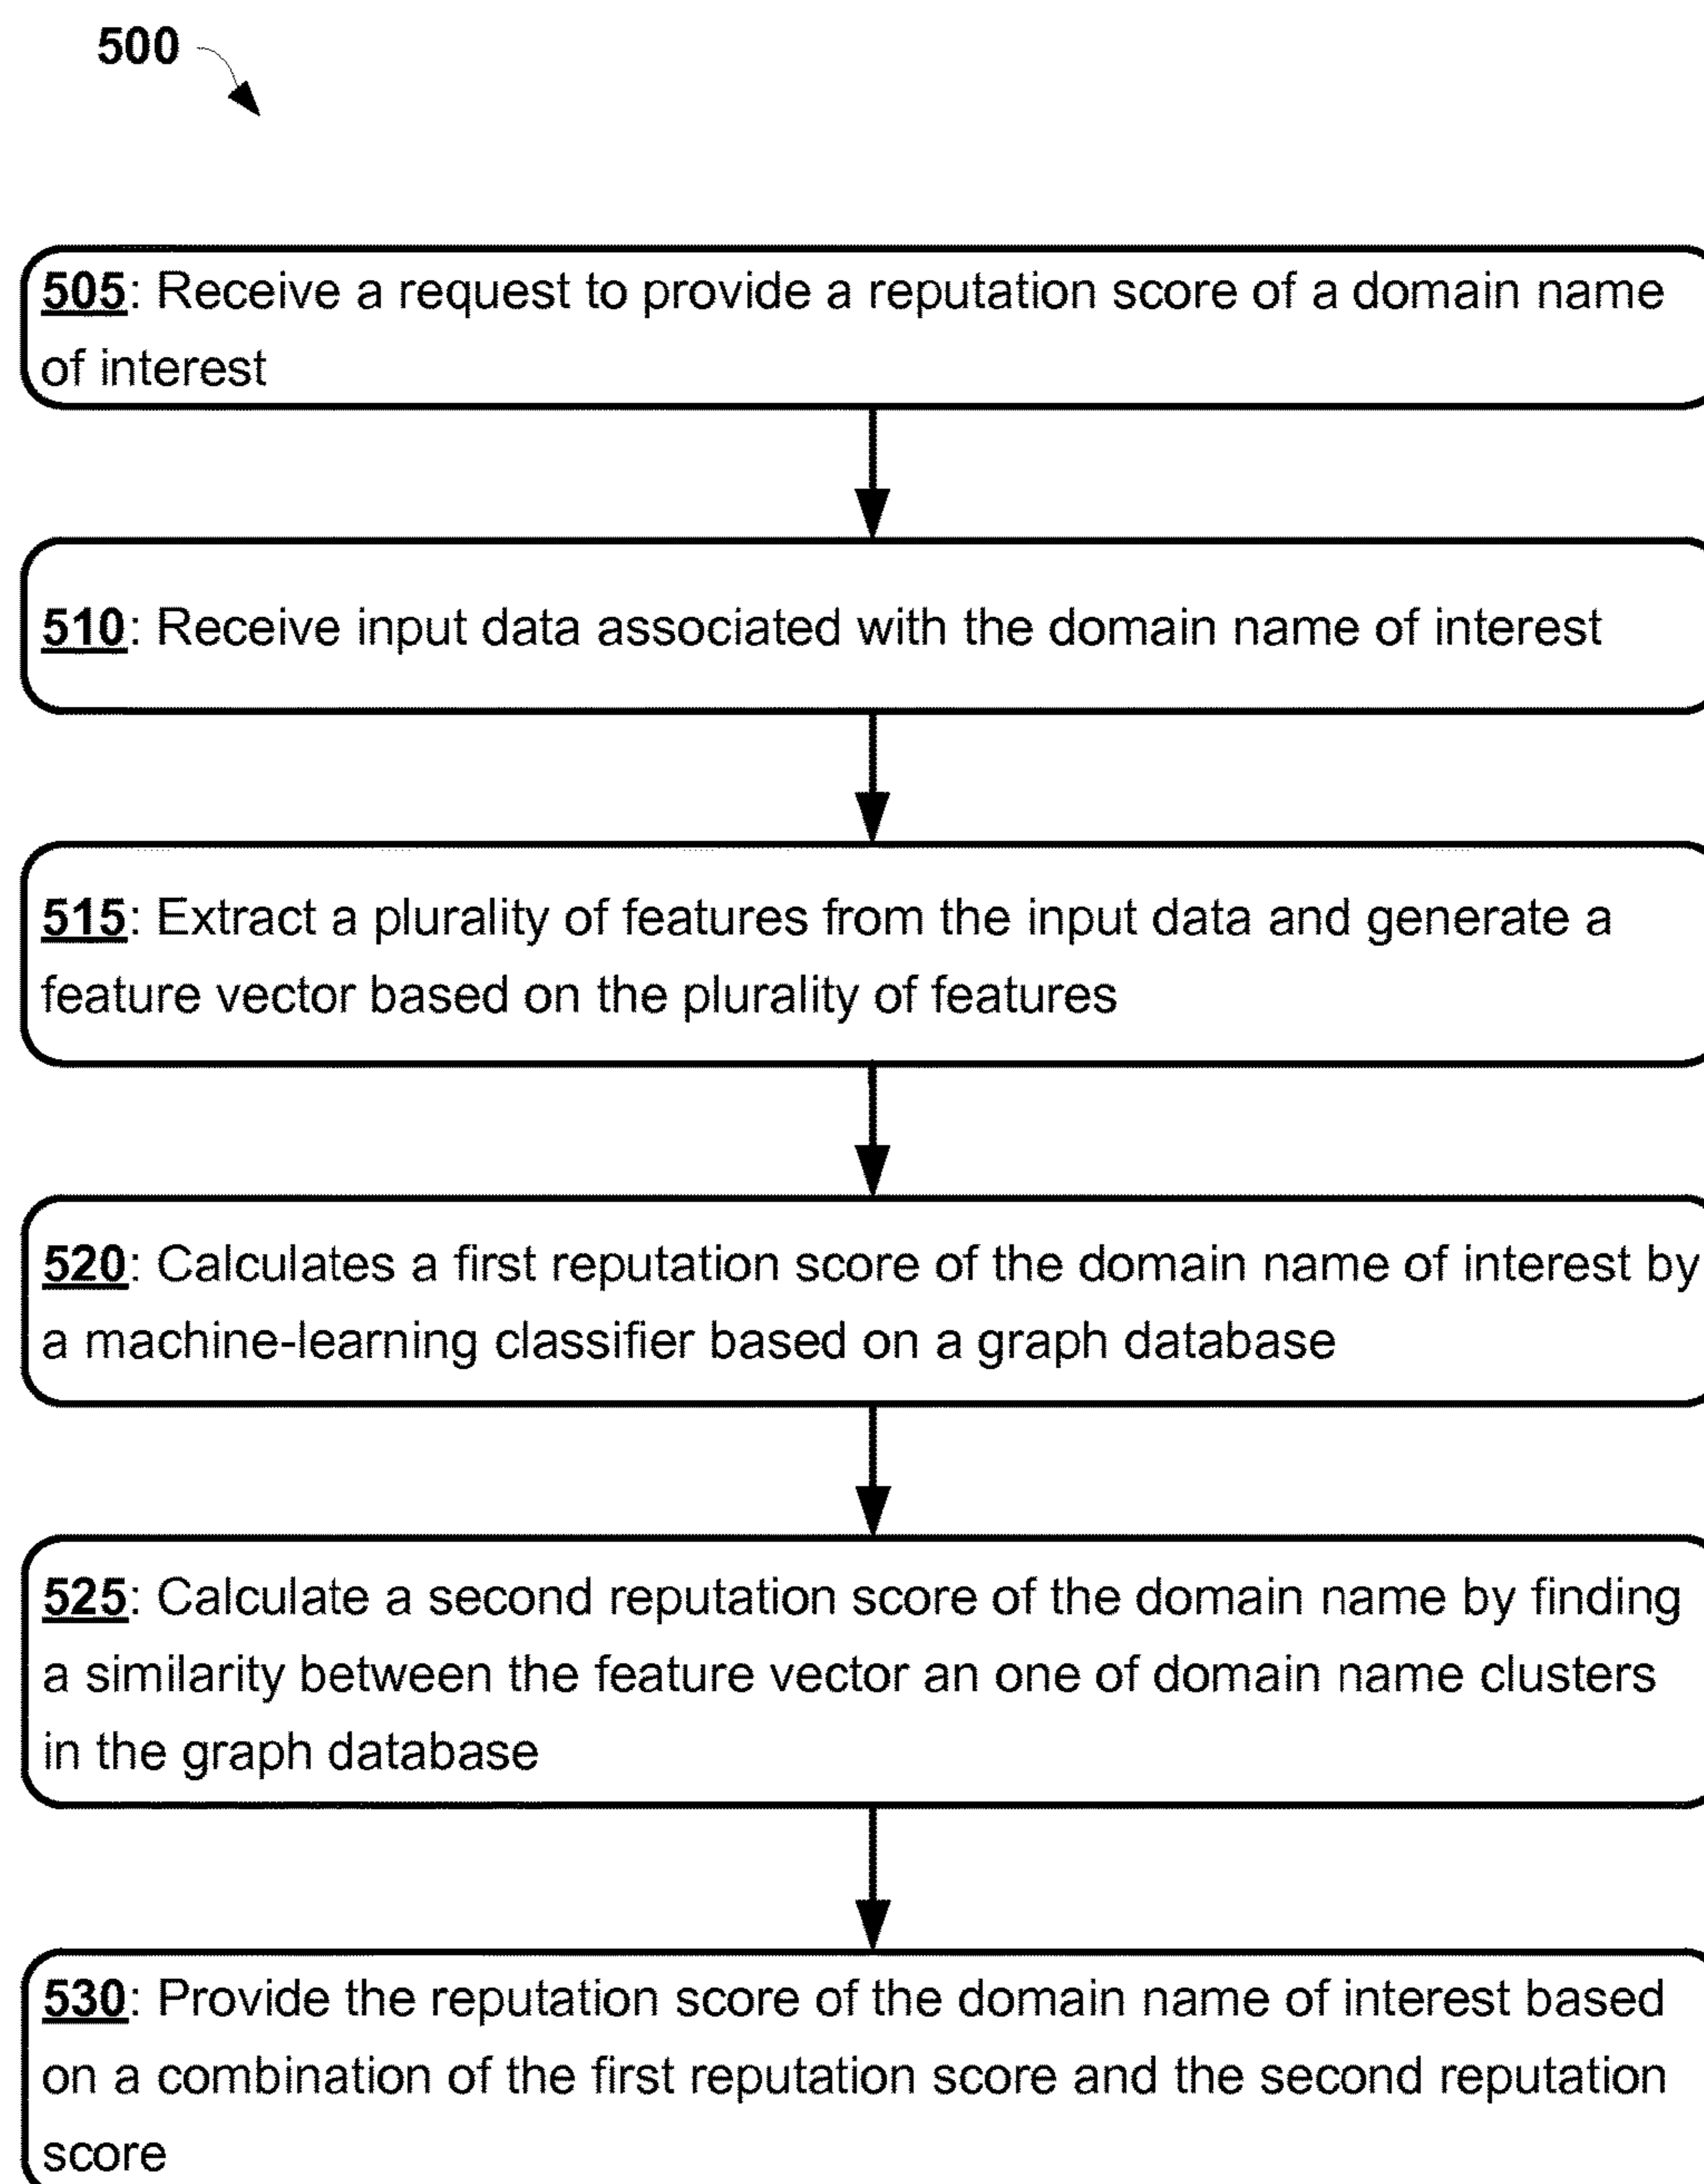 500
505: Receive a request to provide a reputation score of a domain name
of interest
510: Receive input data associated with the domain name of interest
515: Extract a plurality of features from the input data and generate a
feature vector based on the plurality of features
520: Calculates a first reputation score of the domain name of interest by
a machine-learning classifier based on a graph database
525: Calculate a second reputation score of the domain name by finding
a similarity between the feature vector an one of domain name clusters
in the graph database
530: Provide the reputation score of the domain name of interest based
on a combination of the first reputation score and the second reputation
score